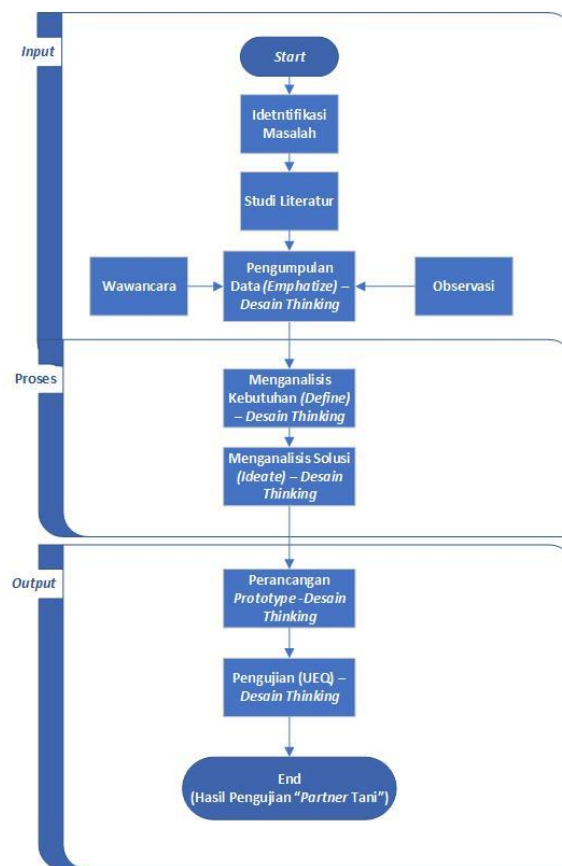 Input
Start
Idetntifikasi
Masalah
Studi Literatur
Wawancara
Pengumpulan
Data (Emphatize) –
Desain Thinking
Observasi
Proses
Menganalisis
Kebutuhan (Define)
– Desain Thinking
Menganalisis Solusi
(Ideate) – Desain
Thinking
Output
Perancangan
Prototype -Desain
Thinking
Pengujian (UEQ) –
Desain Thinking
End
(Hasil Pengujian “Partner Tani”)